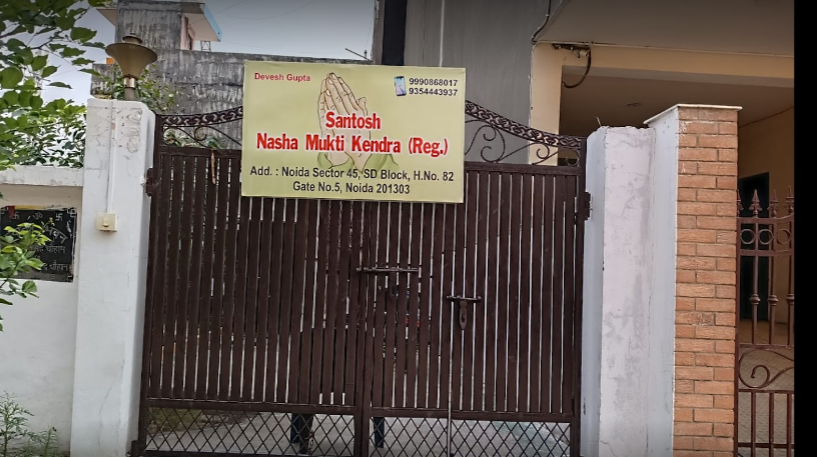 Devesh Gupta
9990868017
9354443937
Santosh
Nasha Mukti Kendra (Reg.)
Add. : Noida Sector 45, SD Block, H.No. 82
Gate No.5, Noida 201303